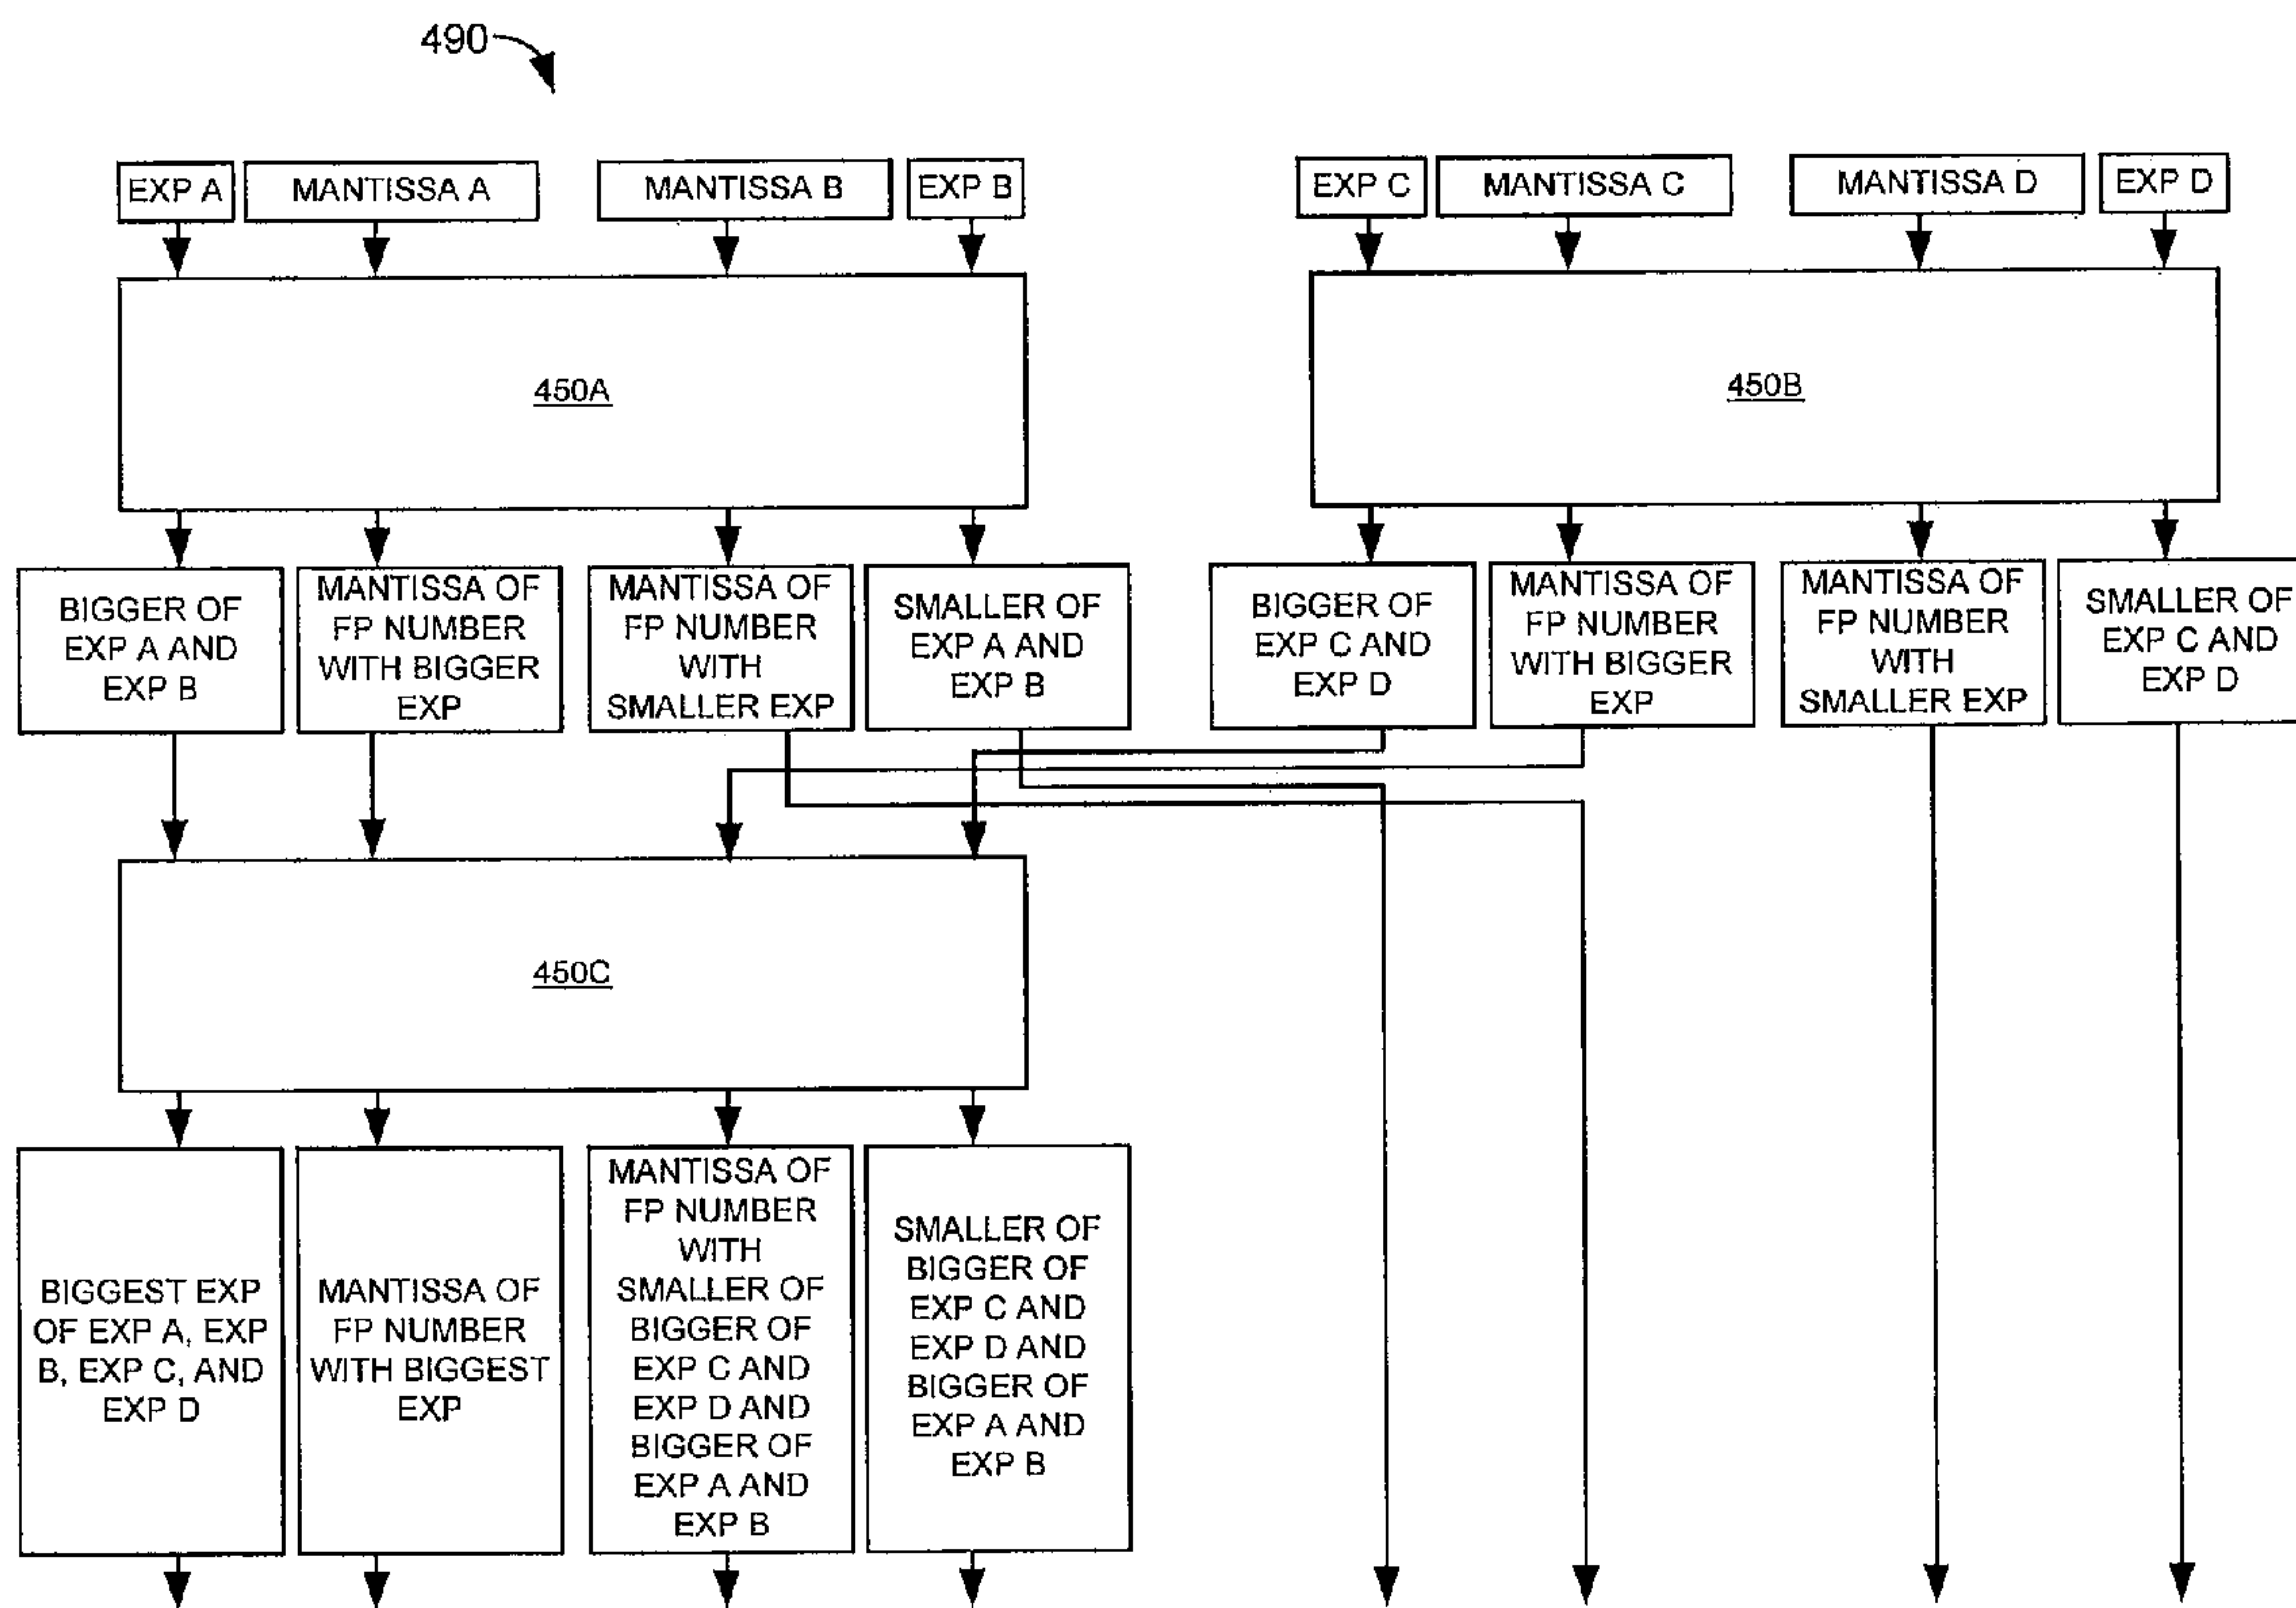 490
EXP A
MANTISSA A
MANTISSA B
EXP B
EXP C
MANTISSA C
MANTISSA D
EXP D
450A
450B
BIGGER OF
EXP A AND
EXP B
MANTISSA OF
FP NUMBER
WITH BIGGER
EXP
MANTISSA OF
FP NUMBER
WITH
SMALLER EXP
SMALLER OF
EXP A AND
EXP B
BIGGER OF
EXP C AND
EXP D
MANTISSA OF
FP NUMBER
WITH BIGGER
EXP
MANTISSA OF
FP NUMBER
WITH
SMALLER EXP
SMALLER OF
EXP C AND
EXP D
450C
BIGGEST EXP
OF EXP A, EXP
B, EXP C, AND
EXP D
MANTISSA OF
FP NUMBER
WITH BIGGEST
EXP
MANTISSA OF
FP NUMBER
WITH
SMALLER OF
BIGGER OF
EXP C AND
EXP D AND
BIGGER OF
EXP A AND
EXP B
SMALLER OF
BIGGER OF
EXP C AND
EXP D AND
BIGGER OF
EXP A AND
EXP B